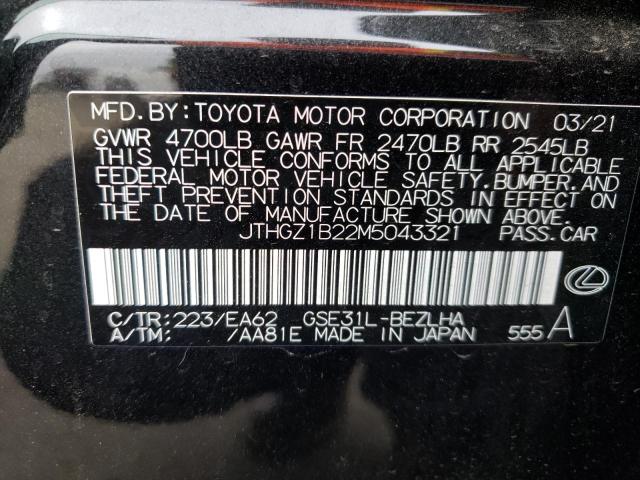 MFD.BY:TOYOTA MOTOR CORPORATION 03/21
GVWR 4700LB GAWR FR 2470LB RR 2545LB
THIS VEHICLE CONFORMS TO ALL APPLICABLE
FEDERAL MOTOR VEHICLE SAFETY.BUMPER.AND
THEFT PREVENTION STANDARDS IN EFFECT ON
THE DATE OF MANUFACTURE SHOWN ABOVE.
JTHGZ1B22M5043321 PASS.CAR
C/TR:223/EA62 GSE31L-BEZLHA
A/TM: /AA81E MADE IN JAPAN 555 A